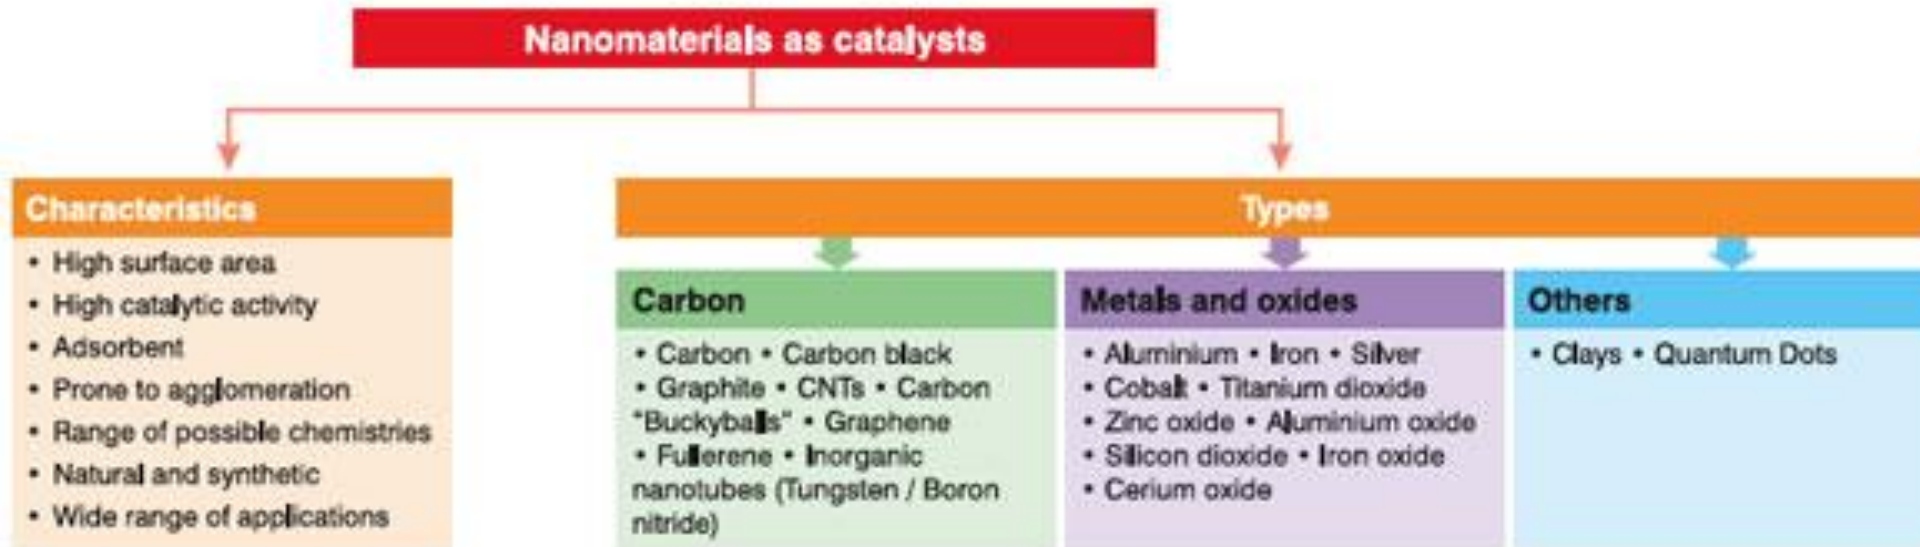 Nanomaterials as catalysts
Characteristics
• High surface area
• High catalytic activity
• Adsorbent
• Prone to agglomeration
• Range of possible chemistries
• Natural and synthetic
• Wide range of applications
Types
Carbon
• Carbon • Carbon black
• Graphite • CNTs • Carbon
"Buckyballs" • Graphene
• Fullerene • Inorganic
nanotubes (Tungsten / Boron
nitride)
Metals and oxides
• Aluminium • Iron • Silver
• Cobalt • Titanium dioxide
• Zinc oxide • Aluminium oxide
• Silicon dioxide • Iron oxide
• Cerium oxide
Others
• Clays • Quantum Dots